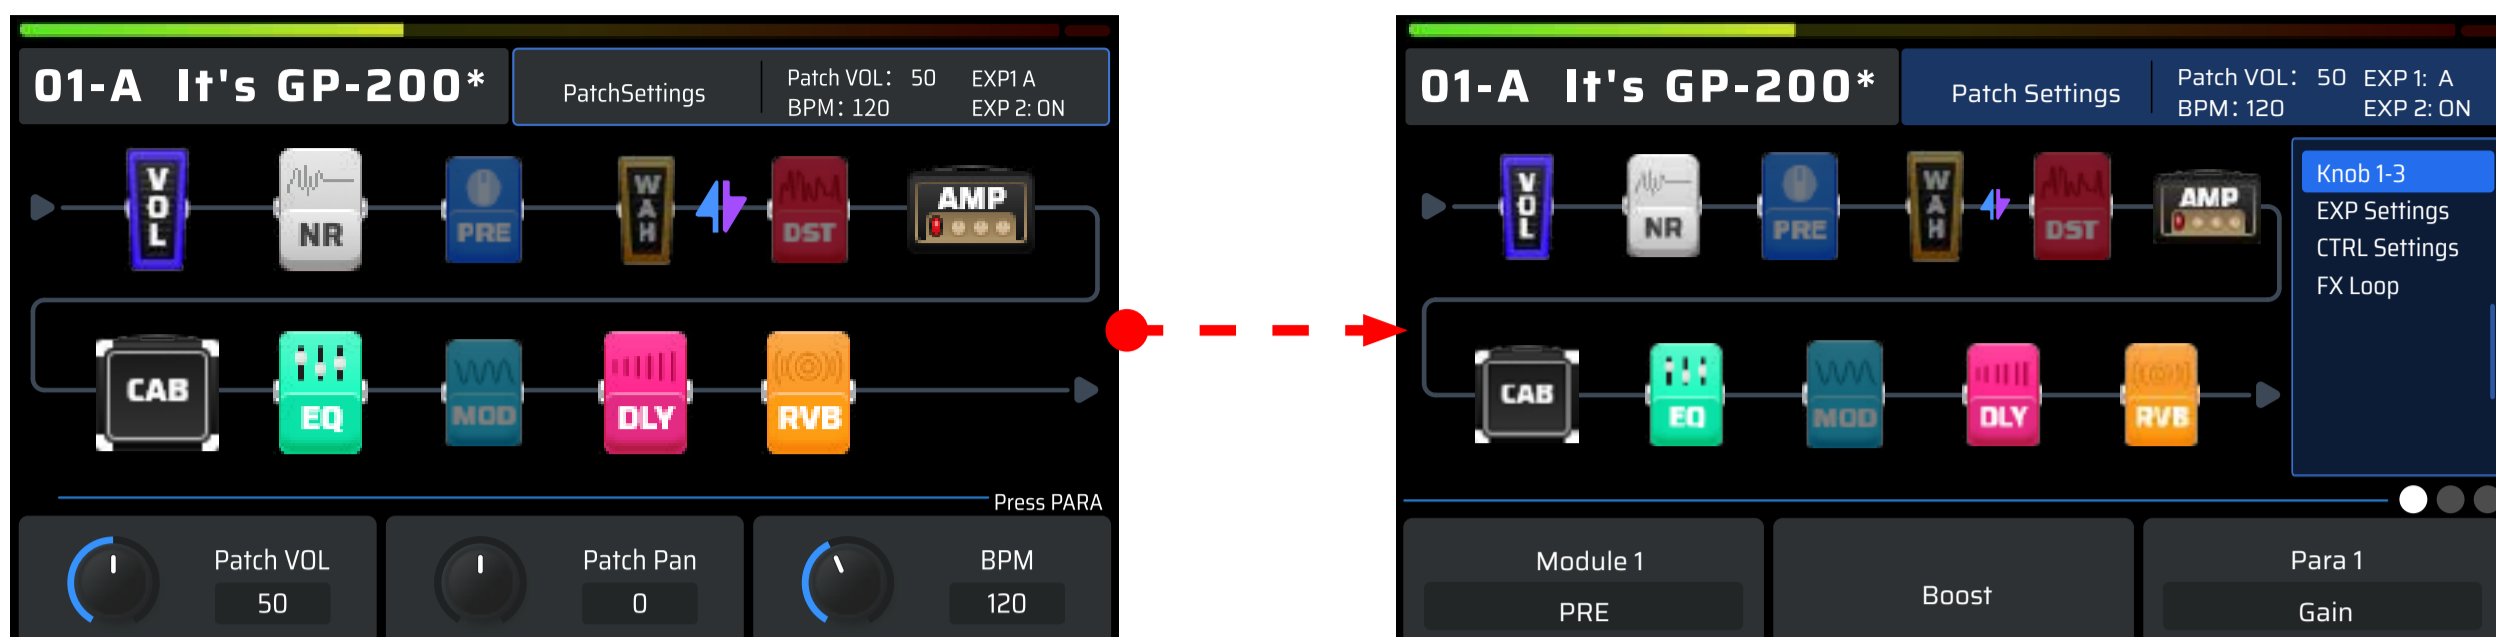 01-A It's GP-200*
PatchSettings
Patch VOL: 50 EXP1 A
BPM: 120 EXP 2: ON
VOL
NR
PRE
WAH
DST
AMP
CAB
EQ
MOD
DLY
RVB
Press PARA
Patch VOL
50
Patch Pan
0
BPM
120
01-A It's GP-200*
Patch Settings
Patch VOL: 50 EXP 1: A
BPM: 120 EXP 2: ON
VOL
NR
PRE
WAH
DST
AMP
Knob 1-3
EXP Settings
CTRL Settings
FX Loop
CAB
EQ
MOD
DLY
RVB
Module 1
PRE
Boost
Para 1
Gain